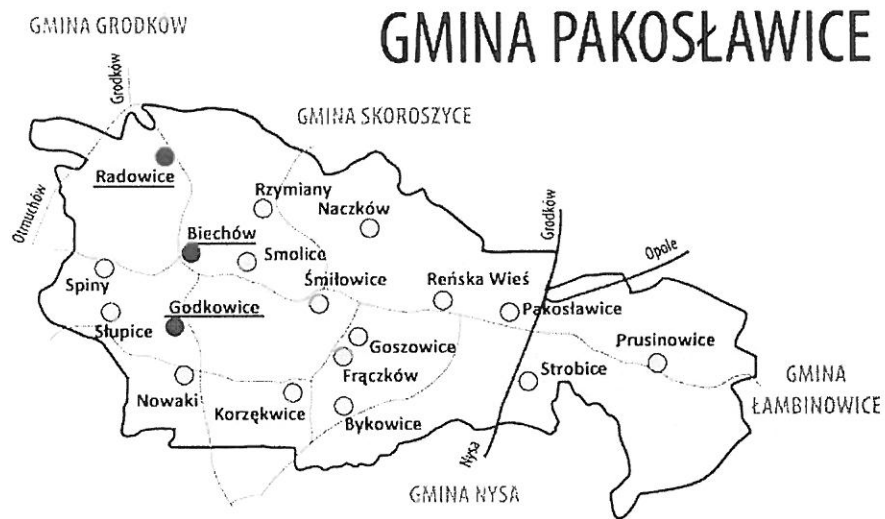 GMINA PAKOSŁAWICE
GMINA GRODKÓW
Grodków
GMINA SKOROSZYCE
Radowice
Otmuchów
Rzymiany
Naczków
Grodków
Biechów
Smolice
Opole
Spiny
Śmiłowice
Reńska Wieś
Godkowice
Pakosławice
Słupice
Goszowice
Prusinowice
Frączków
Strobice
GMINA
ŁAMBINOWICE
Nowaki
Korzękwice
Bykowice
Nysa
GMINA NYSA